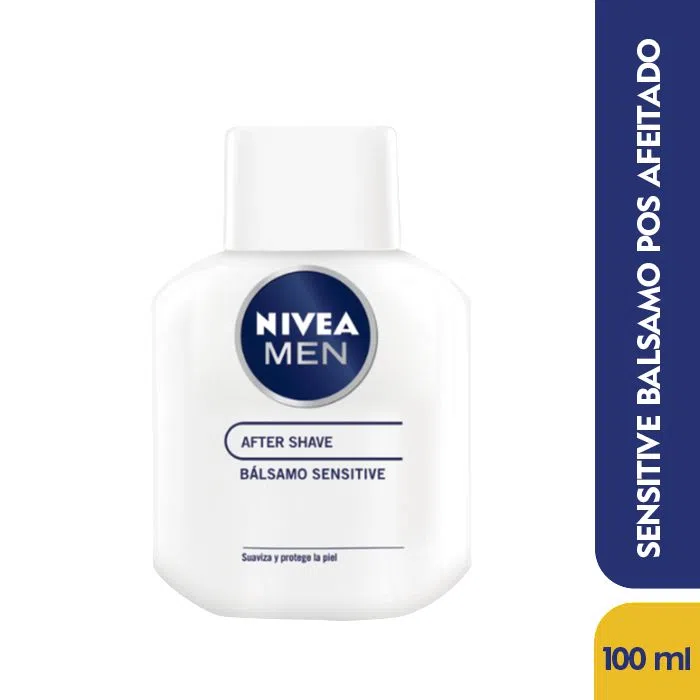 NIVEA
MEN
AFTER SHAVE
BÁLSAMO SENSITIVE
Suaviza y protege la piel
SENSITIVE BALSAMO POS AFEITADO
100 ml